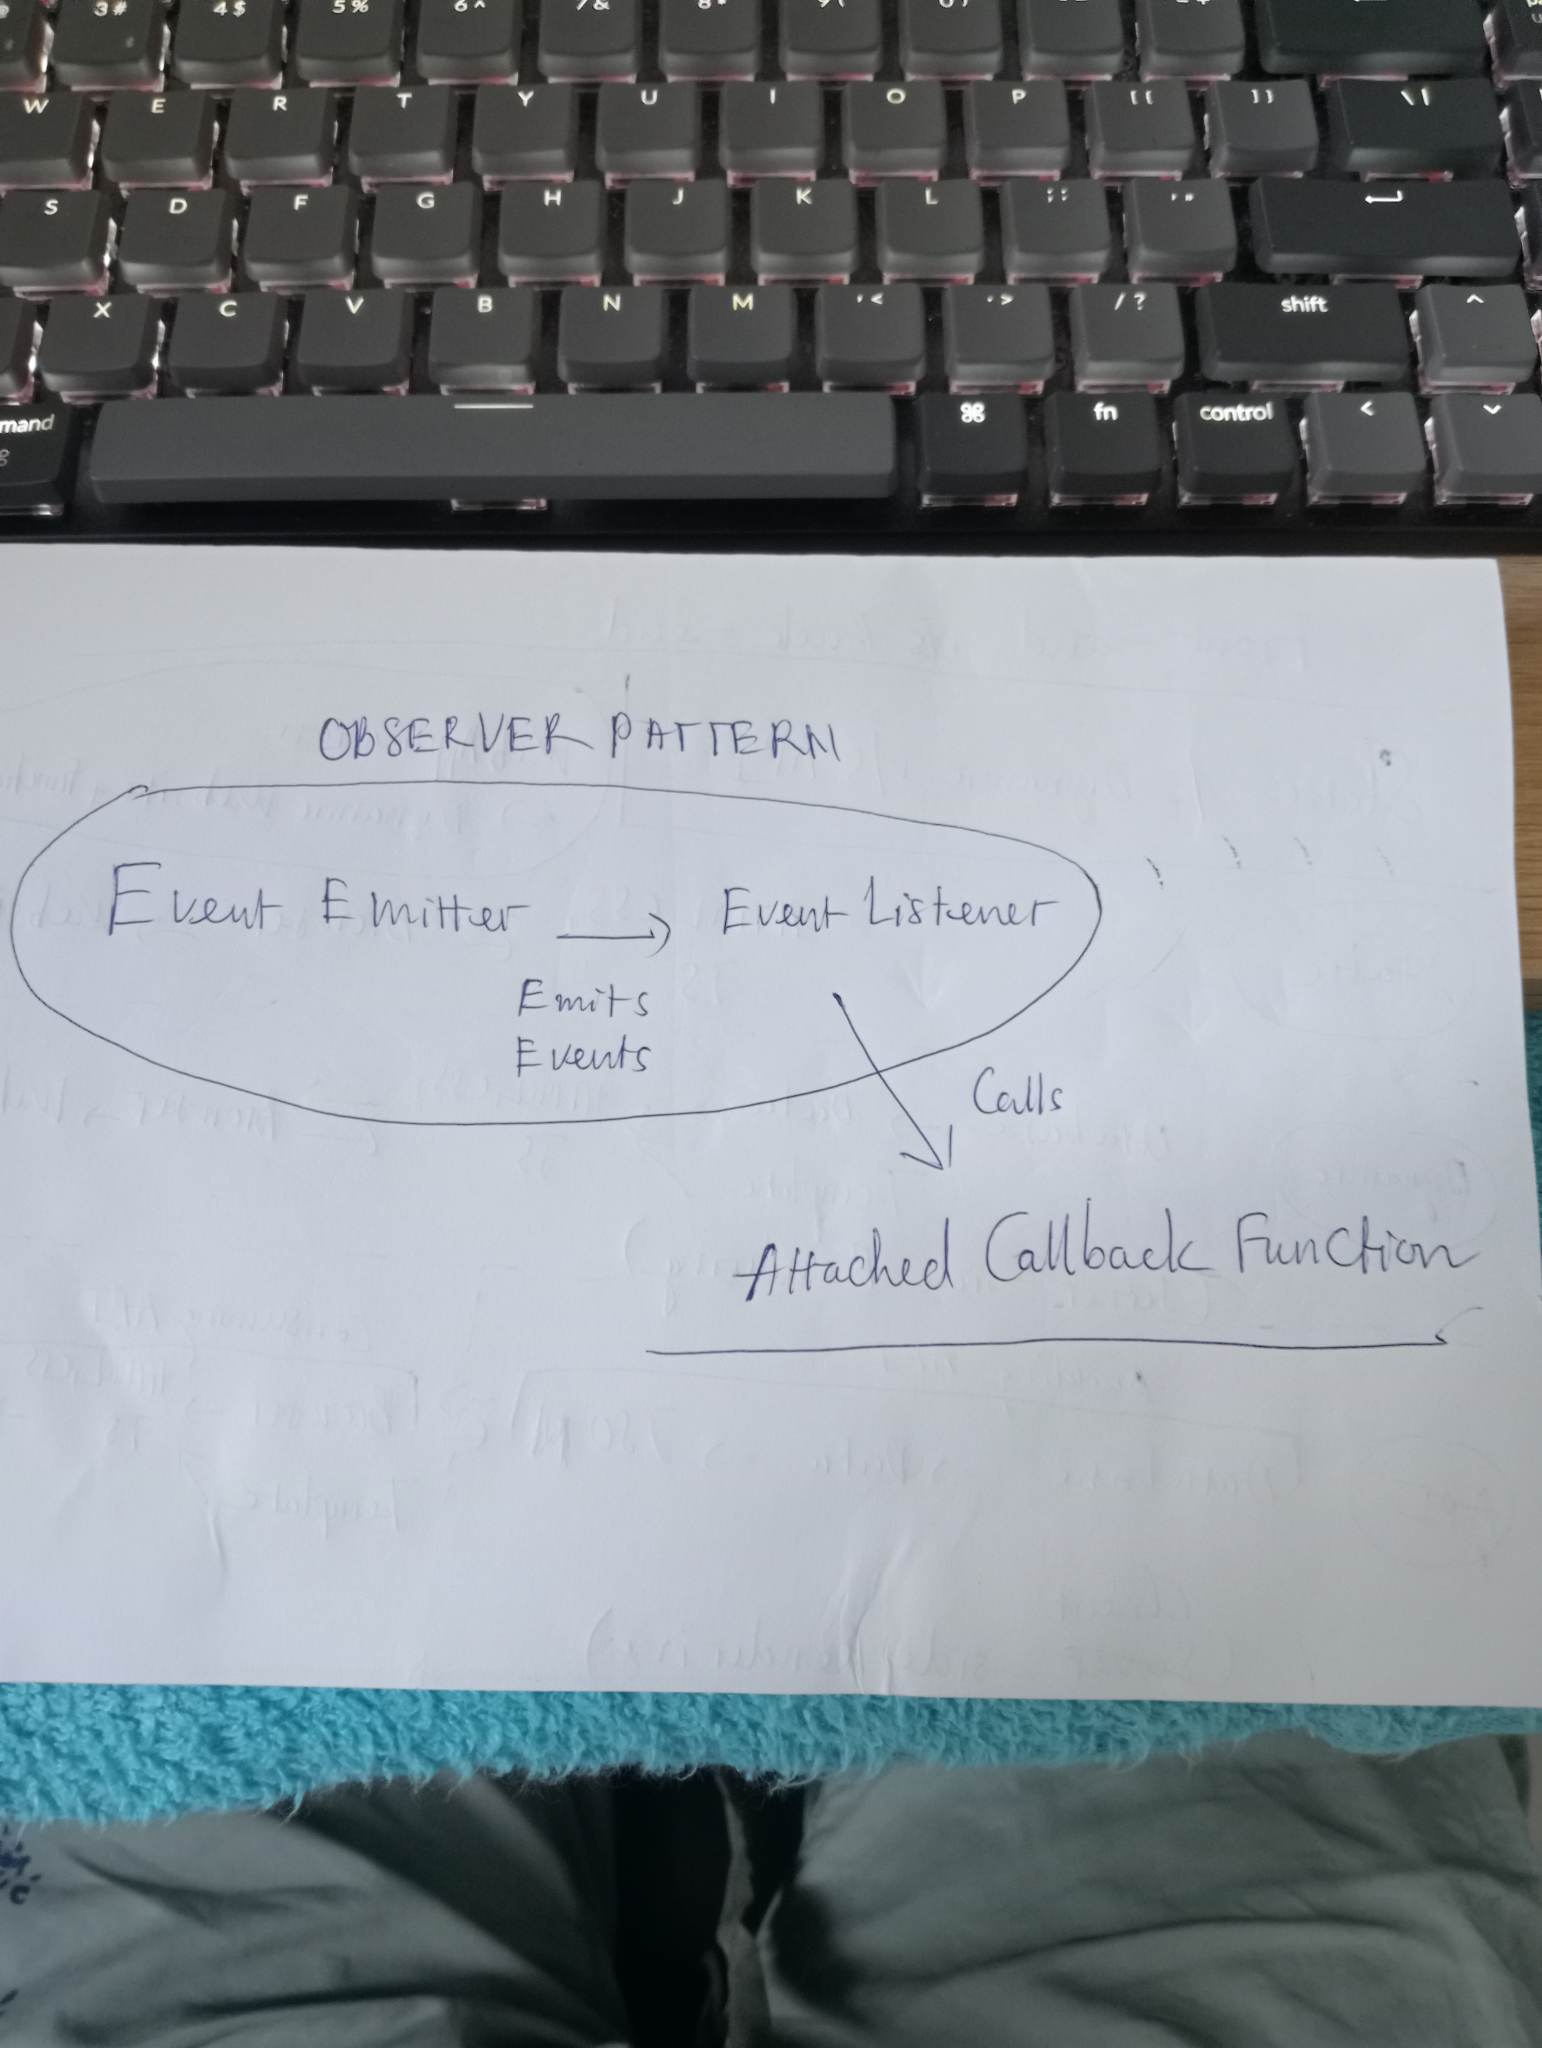 3# 4$ 5% 6^ 7&
W E R T Y U I O P [{ ]} \|
S D F G H J K L ;: '"
X C V B N M ,< .> /? shift ^
mand ⌘ fn control < ⌄
⌘
OBSERVER PATTERN
Event Emitter → Event Listener
Emits
Events
Calls
Attached Callback Function